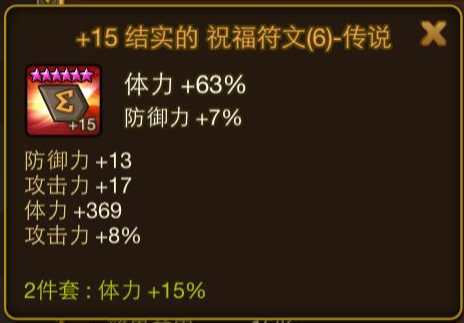 +15 结实的 祝福符文(6)-传说
+15
体力 +63%
防御力 +7%
防御力 +13
攻击力 +17
体力 +369
攻击力 +8%
2件套 : 体力 +15%